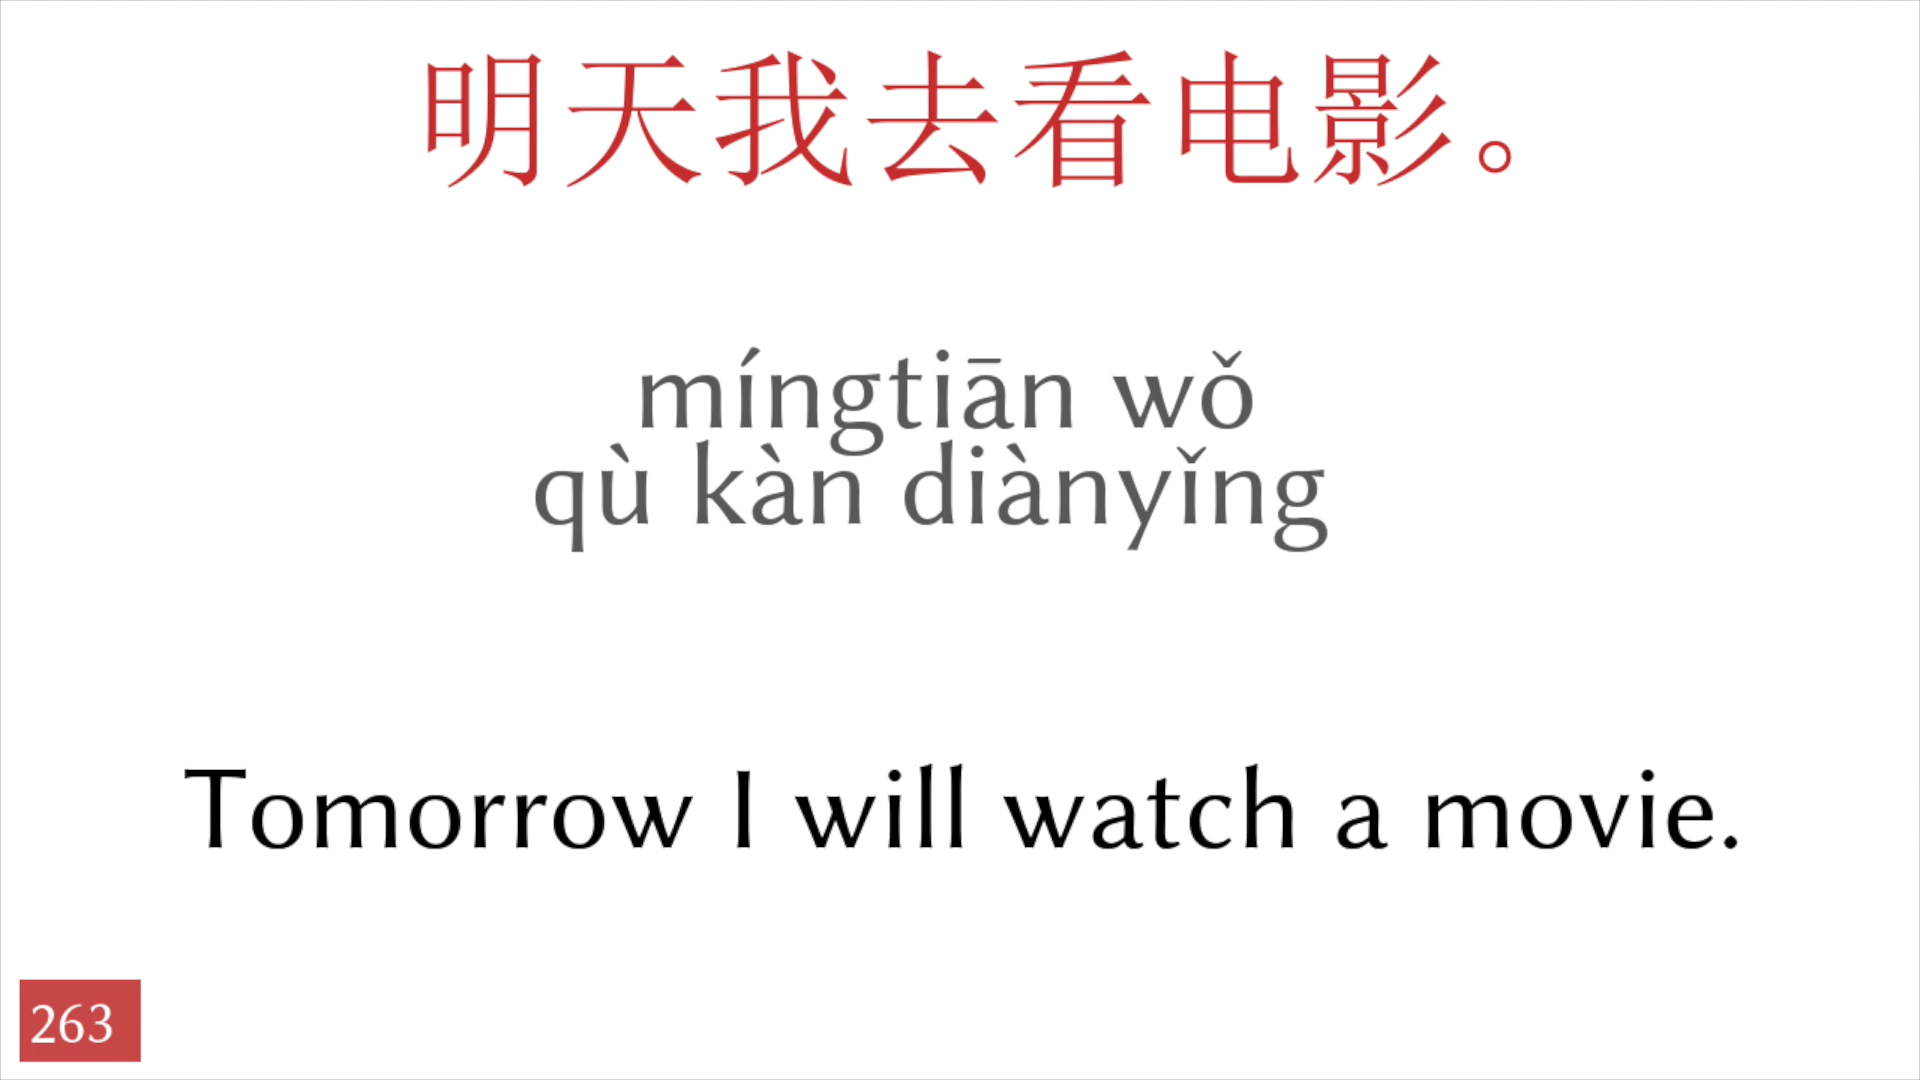 明天我去看电影。
míngtiān wǒ
qù kàn diànyǐng
Tomorrow I will watch a movie.
263